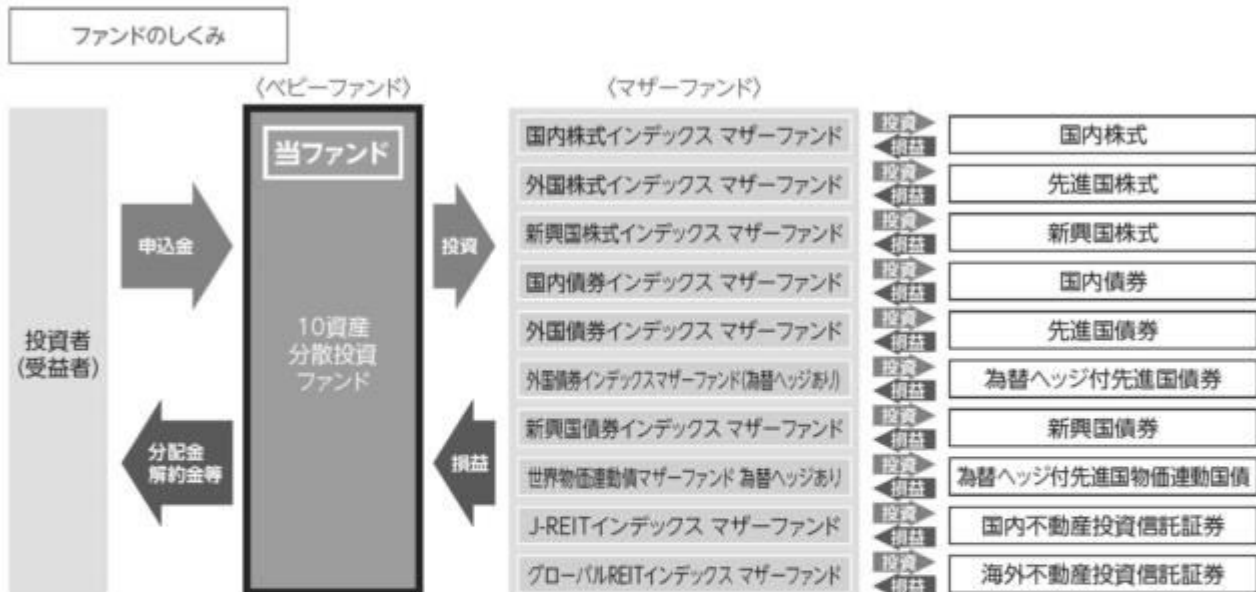 ファンドのしくみ
〈ベビーファンド〉
〈マザーファンド〉
投資者
(受益者)
申込金
分配金
解約金等
当ファンド
10資産
分散投資
ファンド
投資
損益
国内株式インデックス マザーファンド
投資
損益
国内株式
外国株式インデックス マザーファンド
投資
損益
先進国株式
新興国株式インデックス マザーファンド
投資
損益
新興国株式
国内債券インデックス マザーファンド
投資
損益
国内債券
外国債券インデックス マザーファンド
投資
損益
先進国債券
外国債券インデックスマザーファンド(為替ヘッジあり)
投資
損益
為替ヘッジ付先進国債券
新興国債券インデックス マザーファンド
投資
損益
新興国債券
世界物価連動債マザーファンド 為替ヘッジあり
投資
損益
為替ヘッジ付先進国物価連動国債
J-REITインデックス マザーファンド
投資
損益
国内不動産投資信託証券
グローバルREITインデックス マザーファンド
投資
損益
海外不動産投資信託証券